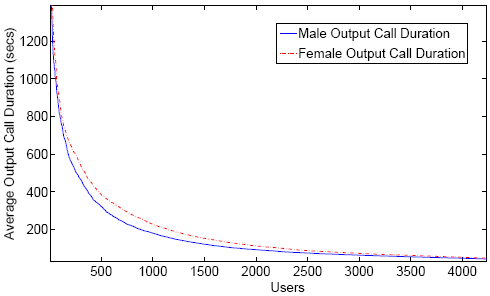 Average Output Call Duration (secs)
1200
1000
800
600
400
200
Male Output Call Duration
Female Output Call Duration
500 1000 1500 2000 2500 3000 3500 4000
Users